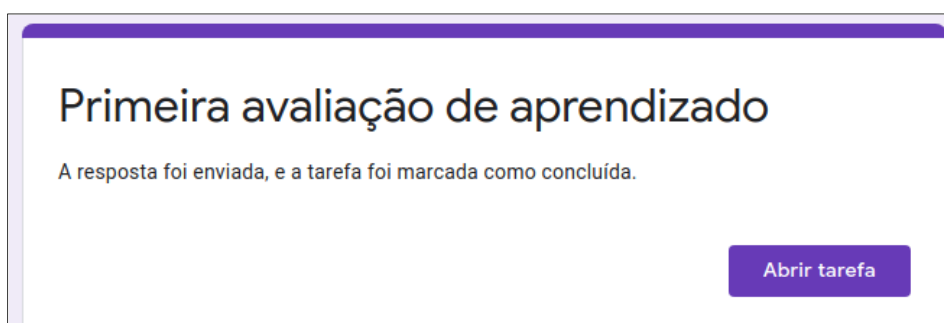 Primeira avaliação de aprendizado
A resposta foi enviada, e a tarefa foi marcada como concluída.
Abrir tarefa